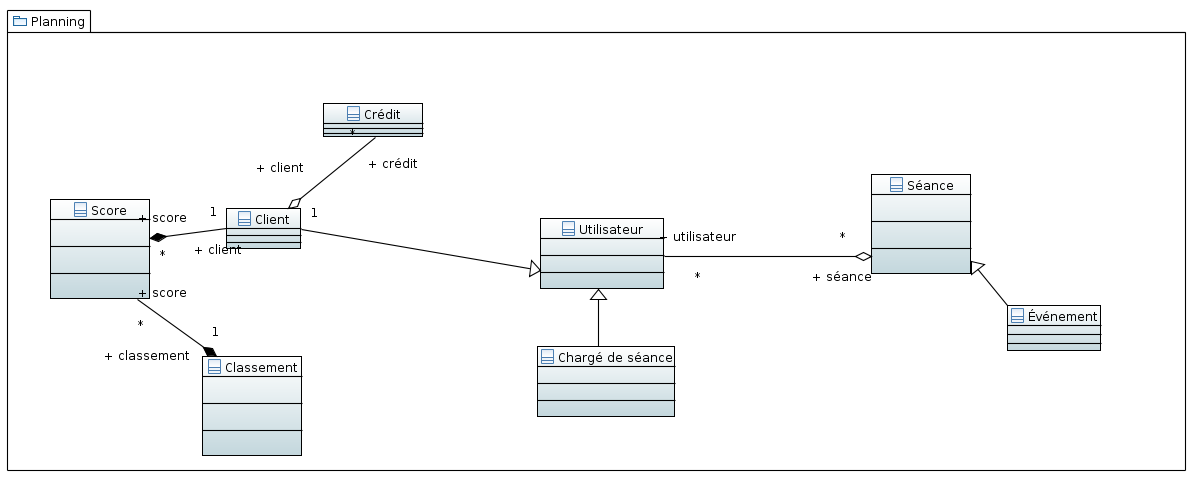 Planning
Crédit
*
+ client
+ crédit
Séance
Score
+ score
1
Client
1
Utilisateur
- utilisateur
*
*
+ client
*
+ séance
+ score
Événement
*
1
+ classement
Classement
Chargé de séance